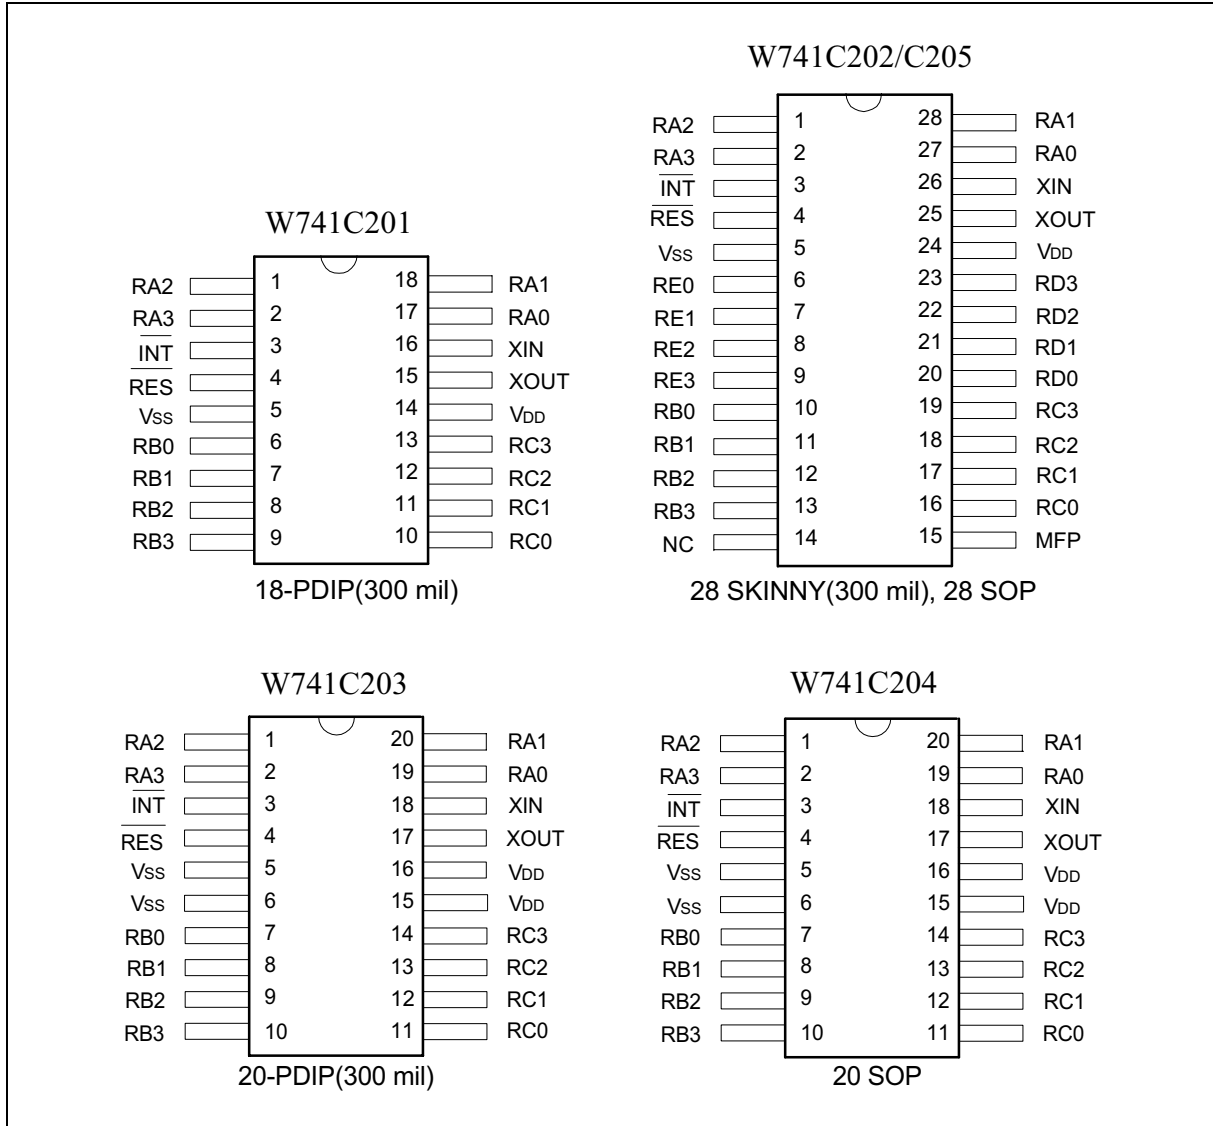 W741C202/C205
RA2 1 28 RA1
RA3 2 27 RA0
INT 3 26 XIN
RES 4 25 XOUT
VSS 5 24 VDD
RE0 6 23 RD3
RE1 7 22 RD2
RE2 8 21 RD1
RE3 9 20 RD0
RB0 10 19 RC3
RB1 11 18 RC2
RB2 12 17 RC1
RB3 13 16 RC0
NC 14 15 MFP
28 SKINNY(300 mil), 28 SOP
W741C201
RA2 1 18 RA1
RA3 2 17 RA0
INT 3 16 XIN
RES 4 15 XOUT
VSS 5 14 VDD
RB0 6 13 RC3
RB1 7 12 RC2
RB2 8 11 RC1
RB3 9 10 RC0
18-PDIP(300 mil)
W741C203
RA2 1 20 RA1
RA3 2 19 RA0
INT 3 18 XIN
RES 4 17 XOUT
VSS 5 16 VDD
VSS 6 15 VDD
RB0 7 14 RC3
RB1 8 13 RC2
RB2 9 12 RC1
RB3 10 11 RC0
20-PDIP(300 mil)
W741C204
RA2 1 20 RA1
RA3 2 19 RA0
INT 3 18 XIN
RES 4 17 XOUT
VSS 5 16 VDD
VSS 6 15 VDD
RB0 7 14 RC3
RB1 8 13 RC2
RB2 9 12 RC1
RB3 10 11 RC0
20 SOP